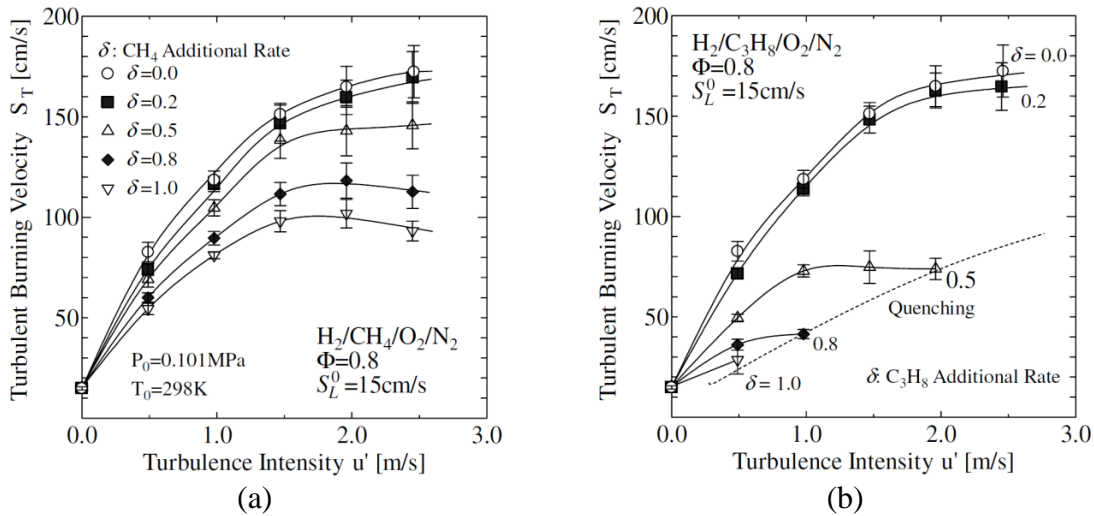 200
150
100
50
Turbulent Burning Velocity S_T [cm/s]
δ: CH₄ Additional Rate
δ=0.0
δ=0.2
δ=0.5
δ=0.8
δ=1.0
P₀=0.101MPa
T₀=298K
H₂/CH₄/O₂/N₂
Φ=0.8
S_L⁰=15cm/s
0.0 1.0 2.0 3.0
Turbulence Intensity u' [m/s]
(a)
200
150
100
50
Turbulent Burning Velocity S_T [cm/s]
H₂/C₃H₈/O₂/N₂
Φ=0.8
S_L⁰=15cm/s
δ=0.0
0.2
0.5
Quenching
0.8
δ=1.0
δ: C₃H₈ Additional Rate
0.0 1.0 2.0 3.0
Turbulence Intensity u' [m/s]
(b)